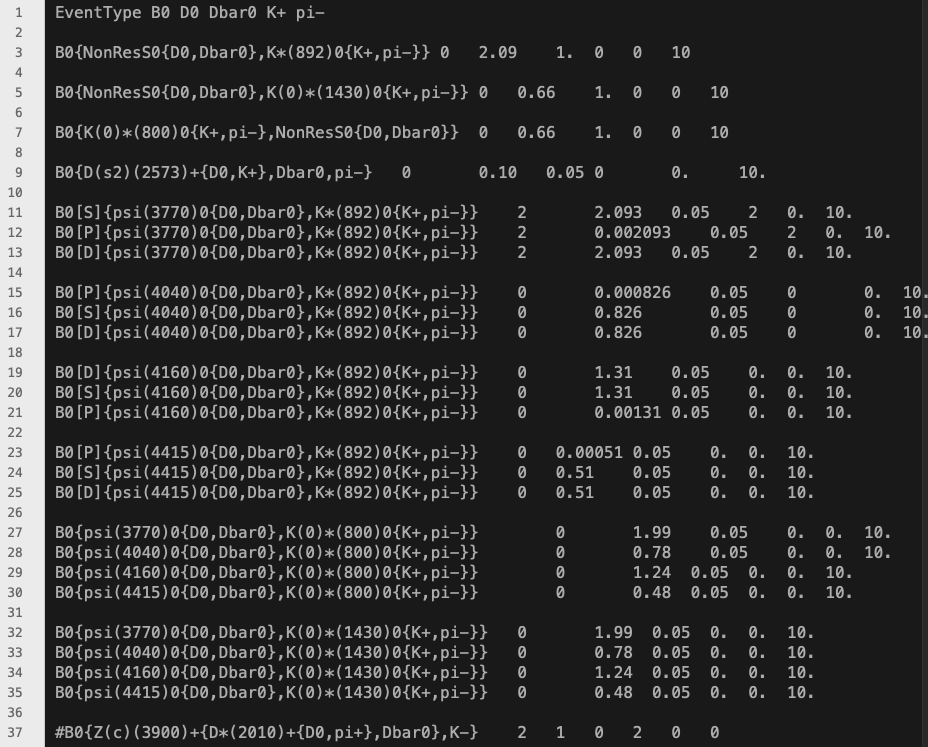 1 EventType B0 D0 Dbar0 K+ pi-
2
3 B0{NonResS0{D0,Dbar0},K*(892)0{K+,pi-}} 0 2.09 1. 0 0 10
4
5 B0{NonResS0{D0,Dbar0},K(0)*(1430)0{K+,pi-}} 0 0.66 1. 0 0 10
6
7 B0{K(0)*(800)0{K+,pi-},NonResS0{D0,Dbar0}} 0 0.66 1. 0 0 10
8
9 B0{D(s2)(2573)+{D0,K+},Dbar0,pi-} 0 0.10 0.05 0 0. 10.
10
11 B0[S]{psi(3770)0{D0,Dbar0},K*(892)0{K+,pi-}} 2 2.093 0.05 2 0. 10.
12 B0[P]{psi(3770)0{D0,Dbar0},K*(892)0{K+,pi-}} 2 0.002093 0.05 2 0. 10.
13 B0[D]{psi(3770)0{D0,Dbar0},K*(892)0{K+,pi-}} 2 2.093 0.05 2 0. 10.
14
15 B0[P]{psi(4040)0{D0,Dbar0},K*(892)0{K+,pi-}} 0 0.000826 0.05 0 0. 10.
16 B0[S]{psi(4040)0{D0,Dbar0},K*(892)0{K+,pi-}} 0 0.826 0.05 0 0. 10.
17 B0[D]{psi(4040)0{D0,Dbar0},K*(892)0{K+,pi-}} 0 0.826 0.05 0 0. 10.
18
19 B0[D]{psi(4160)0{D0,Dbar0},K*(892)0{K+,pi-}} 0 1.31 0.05 0. 0. 10.
20 B0[S]{psi(4160)0{D0,Dbar0},K*(892)0{K+,pi-}} 0 1.31 0.05 0. 0. 10.
21 B0[P]{psi(4160)0{D0,Dbar0},K*(892)0{K+,pi-}} 0 0.00131 0.05 0. 0. 10.
22
23 B0[P]{psi(4415)0{D0,Dbar0},K*(892)0{K+,pi-}} 0 0.00051 0.05 0. 0. 10.
24 B0[S]{psi(4415)0{D0,Dbar0},K*(892)0{K+,pi-}} 0 0.51 0.05 0. 0. 10.
25 B0[D]{psi(4415)0{D0,Dbar0},K*(892)0{K+,pi-}} 0 0.51 0.05 0. 0. 10.
26
27 B0{psi(3770)0{D0,Dbar0},K(0)*(800)0{K+,pi-}} 0 1.99 0.05 0. 0. 10.
28 B0{psi(4040)0{D0,Dbar0},K(0)*(800)0{K+,pi-}} 0 0.78 0.05 0. 0. 10.
29 B0{psi(4160)0{D0,Dbar0},K(0)*(800)0{K+,pi-}} 0 1.24 0.05 0. 0. 10.
30 B0{psi(4415)0{D0,Dbar0},K(0)*(800)0{K+,pi-}} 0 0.48 0.05 0. 0. 10.
31
32 B0{psi(3770)0{D0,Dbar0},K(0)*(1430)0{K+,pi-}} 0 1.99 0.05 0. 0. 10.
33 B0{psi(4040)0{D0,Dbar0},K(0)*(1430)0{K+,pi-}} 0 0.78 0.05 0. 0. 10.
34 B0{psi(4160)0{D0,Dbar0},K(0)*(1430)0{K+,pi-}} 0 1.24 0.05 0. 0. 10.
35 B0{psi(4415)0{D0,Dbar0},K(0)*(1430)0{K+,pi-}} 0 0.48 0.05 0. 0. 10.
36
37 #B0{Z(c)(3900)+{D*(2010)+{D0,pi+},Dbar0},K-} 2 1 0 2 0 0